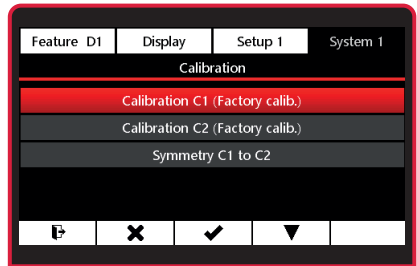 Feature D1 Display Setup 1 System 1
Calibration
Calibration C1 (Factory calib.)
Calibration C2 (Factory calib.)
Symmetry C1 to C2